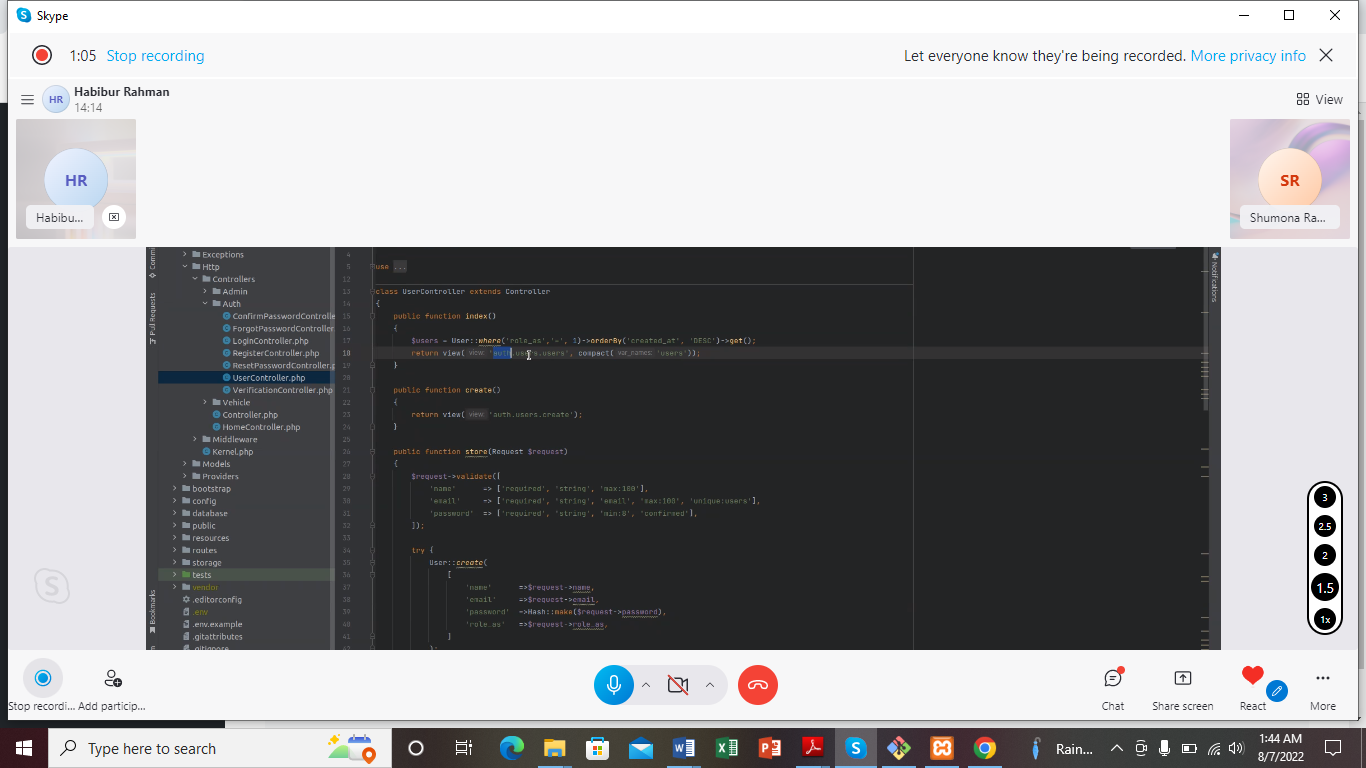 Skype
1:05 Stop recording
Let everyone know they're being recorded. More privacy info
HR
Habibur Rahman
14:14
View
HR
Habibu...
SR
Shumona Ra...
Exceptions
Http
Controllers
Admin
Auth
ConfirmPasswordControlle
ForgotPasswordController
LoginController.php
RegisterController.php
ResetPasswordController.p
UserController.php
VerificationController.php
Vehicle
Controller.php
HomeController.php
Middleware
Kernel.php
Models
Providers
bootstrap
config
database
public
resources
routes
storage
tests
vendor
.editorconfig
.env
.env.example
.gitattributes
.gitignore
Commi
Pull Requests
Bookmarks
4
5 use ...
12
13 class UserController extends Controller
14 {
15 public function index()
16 {
17 $users = User::where('role_as','=', 1)->orderBy('created_at', 'DESC')->get();
18 return view( view: 'auth.users.users', compact( var_names: 'users'));
19 }
20
21 public function create()
22 {
23 return view( view: 'auth.users.create');
24 }
25
26 public function store(Request $request)
27 {
28 $request->validate([
29 'name' => ['required', 'string', 'max:100'],
30 'email' => ['required', 'string', 'email', 'max:100', 'unique:users'],
31 'password' => ['required', 'string', 'min:8', 'confirmed'],
32 ]);
33
34 try {
35 User::create(
36 [
37 'name' =>$request->name,
38 'email' =>$request->email,
39 'password' =>Hash::make($request->password),
40 'role_as' =>$request->role_as,
41 ]
42 );
Notifications
3
2.5
2
1.5
1x
Stop recordi...
Add particip...
Chat
Share screen
React
More
Type here to search
Rain...
1:44 AM
8/7/2022